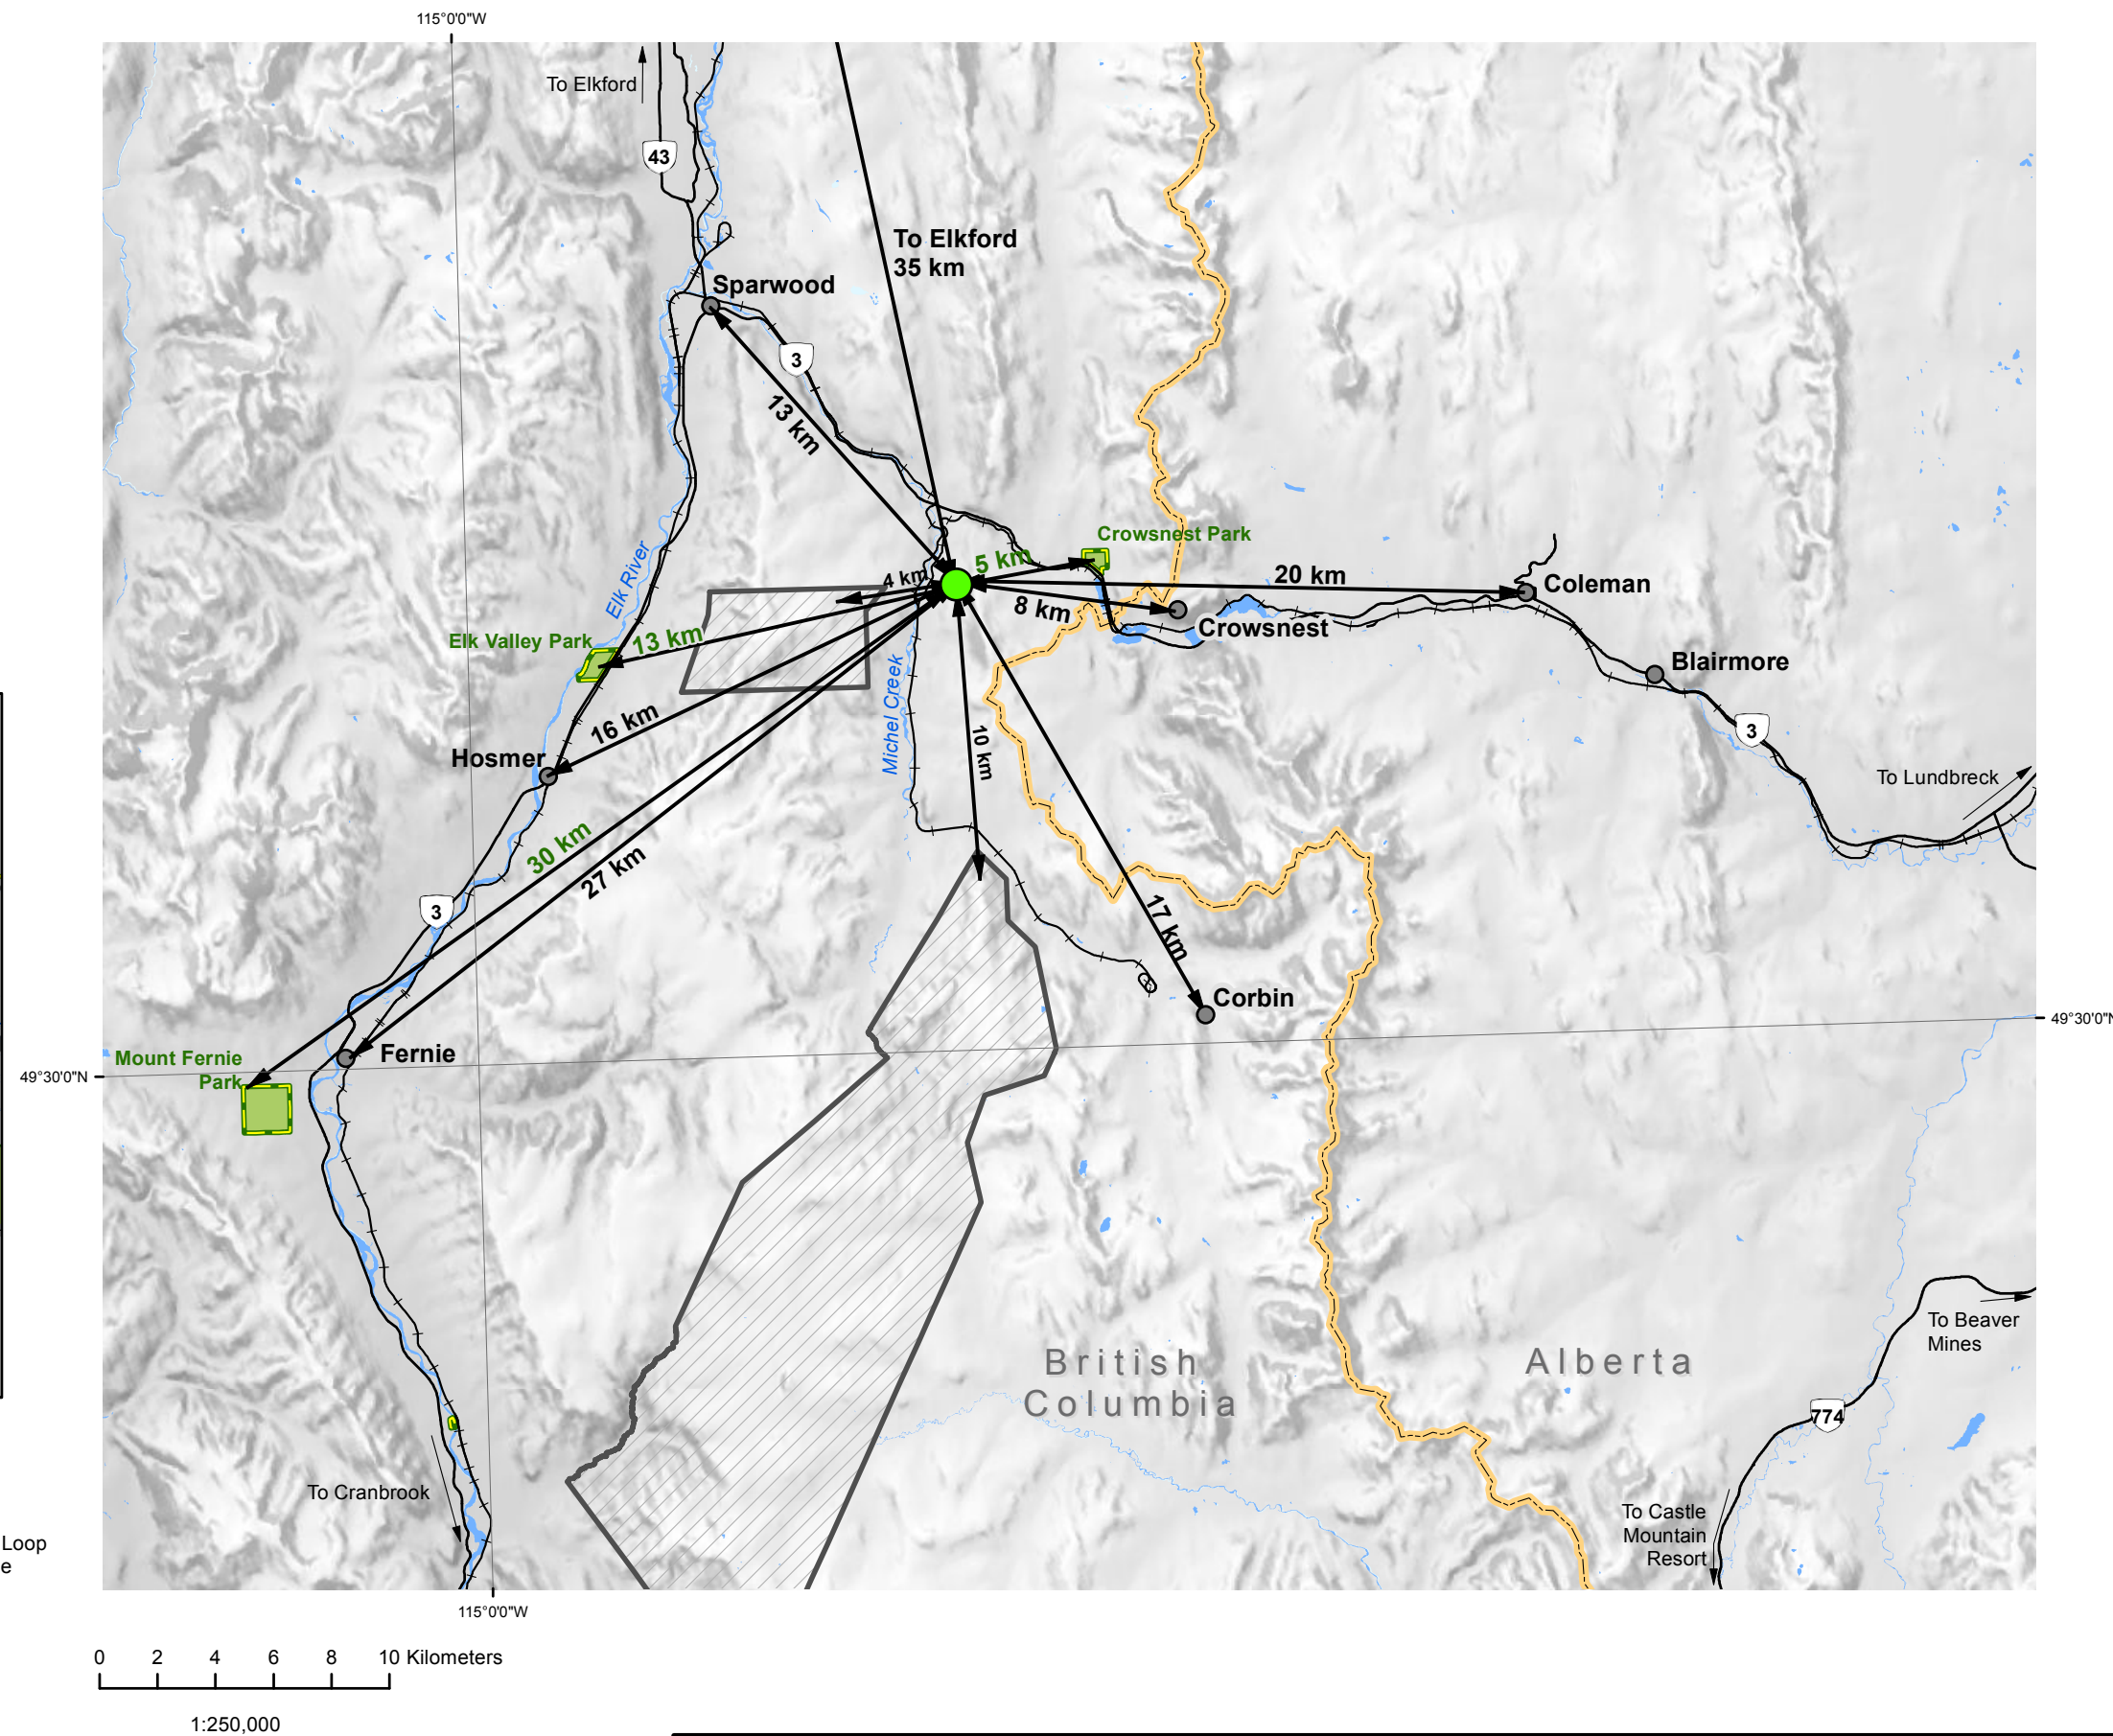 115°0'0"W
To Elkford
43
To Elkford
35 km
Sparwood
3
13 km
Crowsnest Park
5 km
4 km
20 km
Coleman
8 km
Crowsnest
Elk River
Elk Valley Park
13 km
Blairmore
Michel Creek
16 km
Hosmer
10 km
3
To Lundbreck
30 km
27 km
3
17 km
Corbin
49°30'0"N
Fernie
Mount Fernie
Park
49°30'0"N
British
Columbia
Alberta
To Beaver
Mines
774
To Cranbrook
To Castle
Mountain
Resort
Loop
e
115°0'0"W
0 2 4 6 8 10 Kilometers
1:250,000